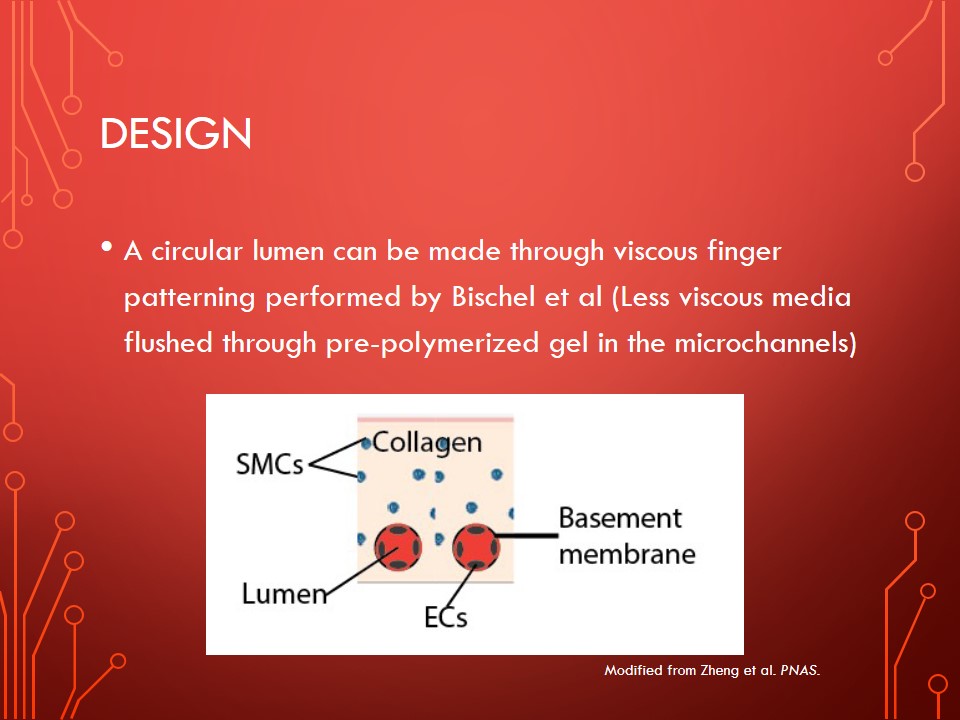 DESIGN
• A circular lumen can be made through viscous finger
patterning performed by Bischel et al (Less viscous media
flushed through pre-polymerized gel in the microchannels)
Collagen
SMCs
Basement
membrane
Lumen
ECs
Modified from Zheng et al. PNAS.